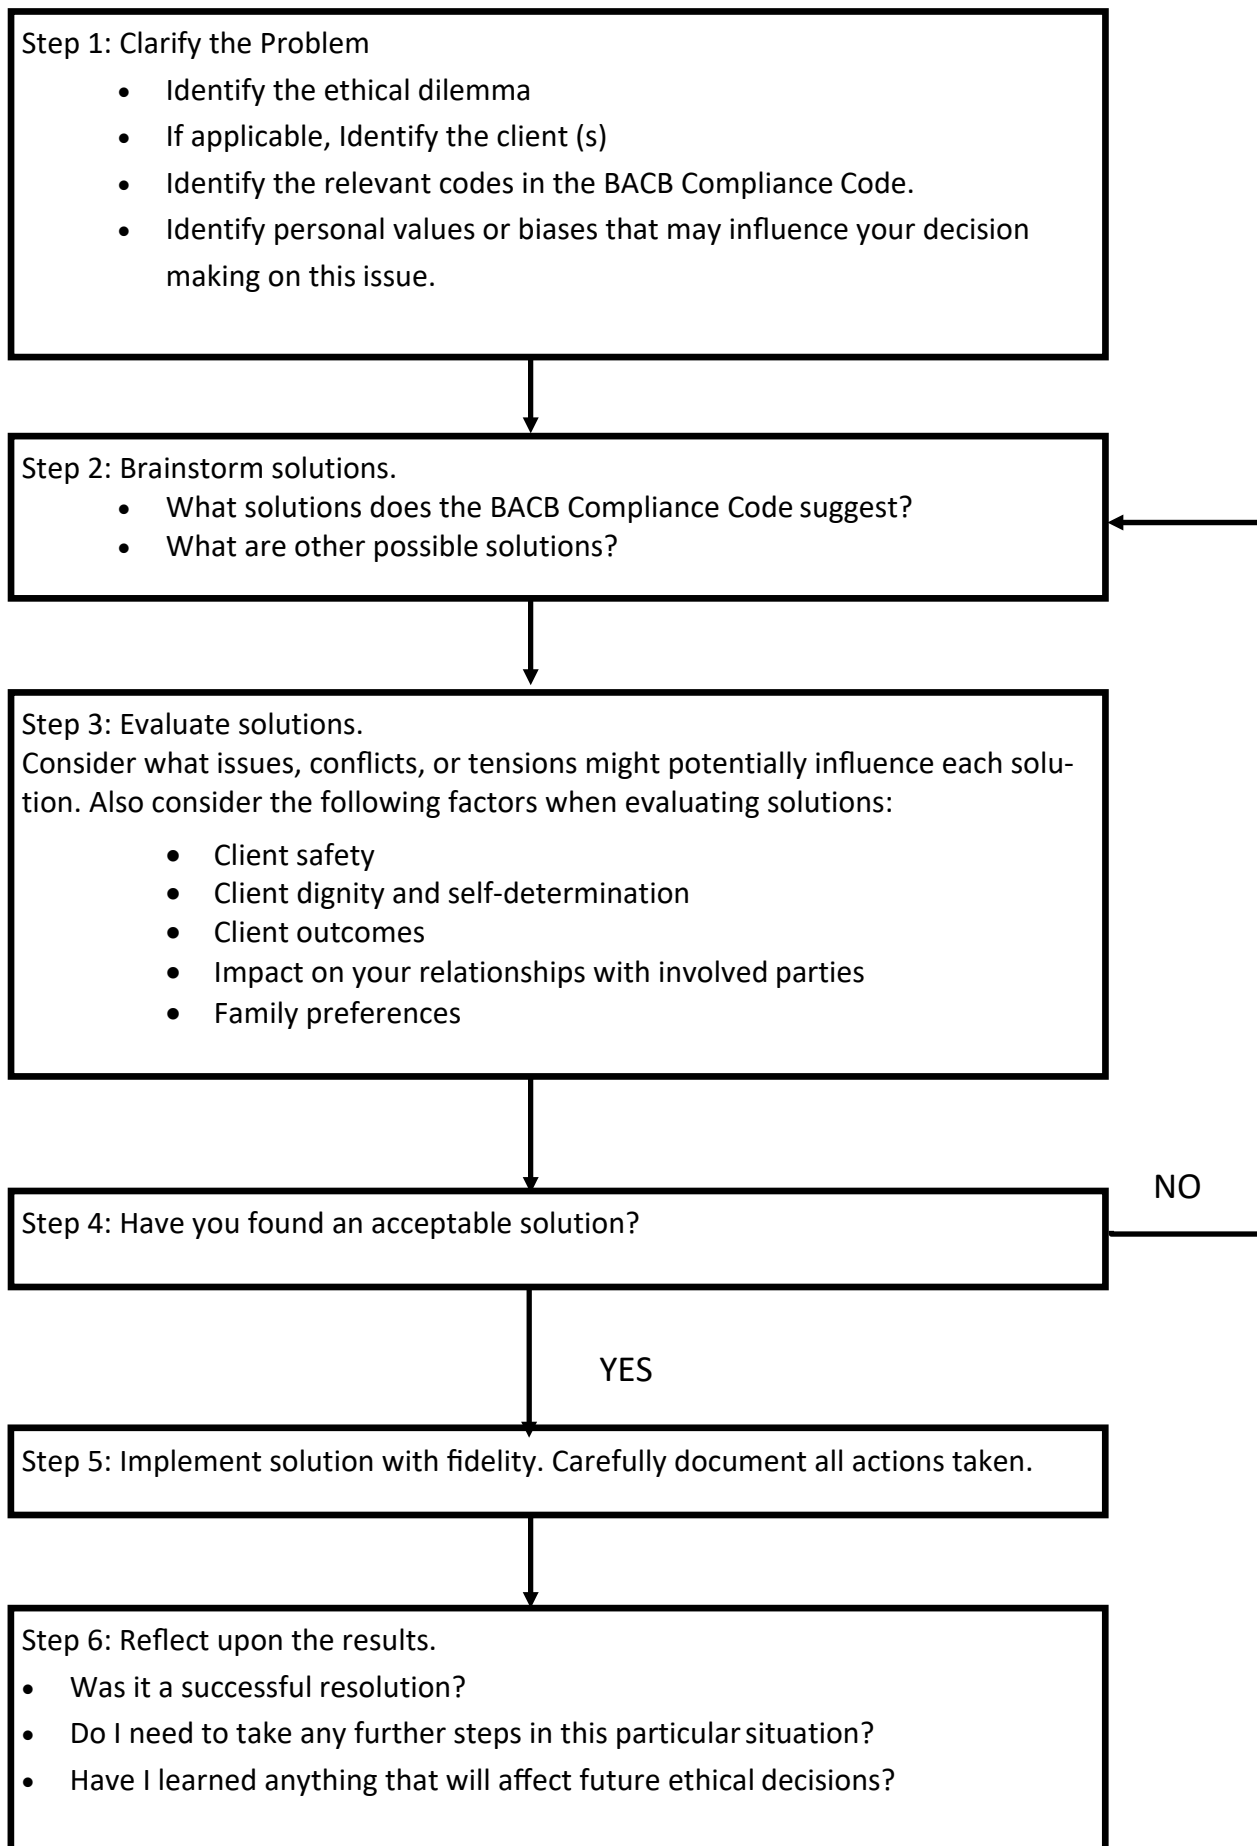 Step 1: Clarify the Problem
• Identify the ethical dilemma
• If applicable, Identify the client (s)
• Identify the relevant codes in the BACB Compliance Code.
• Identify personal values or biases that may influence your decision
making on this issue.
Step 2: Brainstorm solutions.
• What solutions does the BACB Compliance Code suggest?
• What are other possible solutions?
Step 3: Evaluate solutions.
Consider what issues, conflicts, or tensions might potentially influence each solu-
tion. Also consider the following factors when evaluating solutions:
• Client safety
• Client dignity and self-determination
• Client outcomes
• Impact on your relationships with involved parties
• Family preferences
NO
Step 4: Have you found an acceptable solution?
YES
Step 5: Implement solution with fidelity. Carefully document all actions taken.
Step 6: Reflect upon the results.
• Was it a successful resolution?
• Do I need to take any further steps in this particular situation?
• Have I learned anything that will affect future ethical decisions?